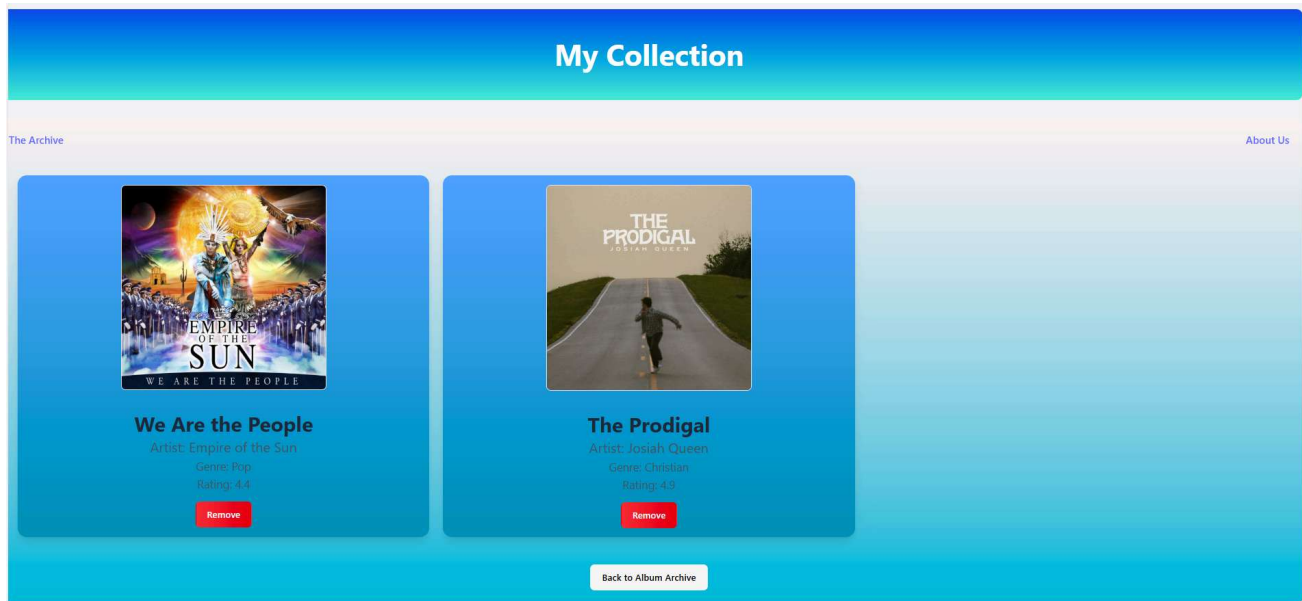 My Collection
The Archive
About Us
EMPIRE
OF THE
SUN
WE ARE THE PEOPLE
We Are the People
Artist: Empire of the Sun
Genre: Pop
Rating: 4.4
Remove
THE
PRODIGAL
JOSIAH QUEEN
The Prodigal
Artist: Josiah Queen
Genre: Christian
Rating: 4.9
Remove
Back to Album Archive